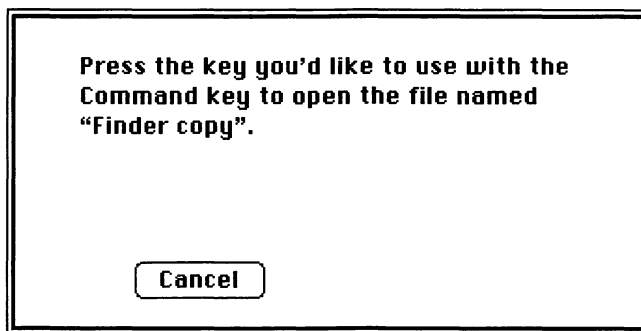 Press the key you’d like to use with the
Command key to open the file named
“Finder copy”.
Cancel